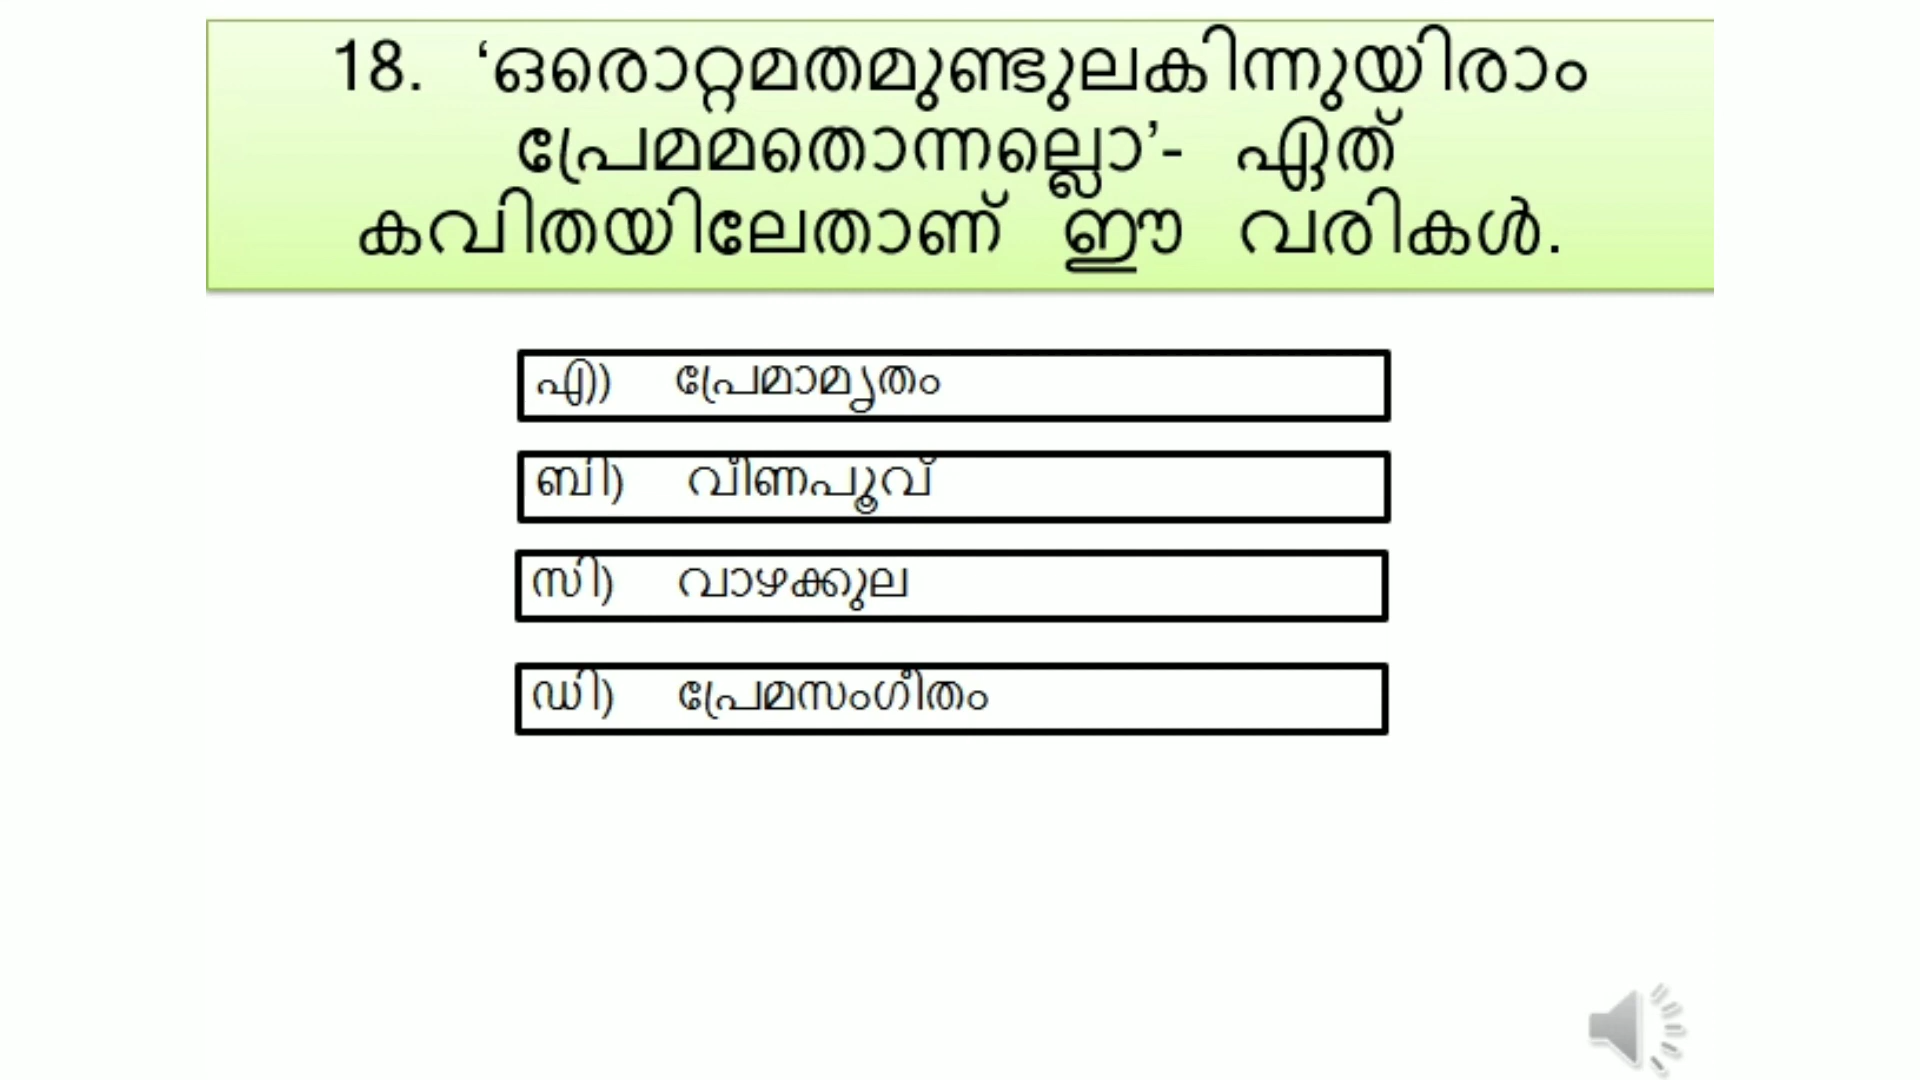 18. ‘ഒരൊറ്റമതമുണ്ടുലകിന്നുയിരാം
പ്രേമമതൊന്നല്ലൊ’- ഏത്
കവിതയിലേതാണ് ഈ വരികൾ.
എ)) പ്രേമാമൃതം
ബി) വീണപൂവ്
സി) വാഴക്കുല
ഡി) പ്രേമസംഗീതം